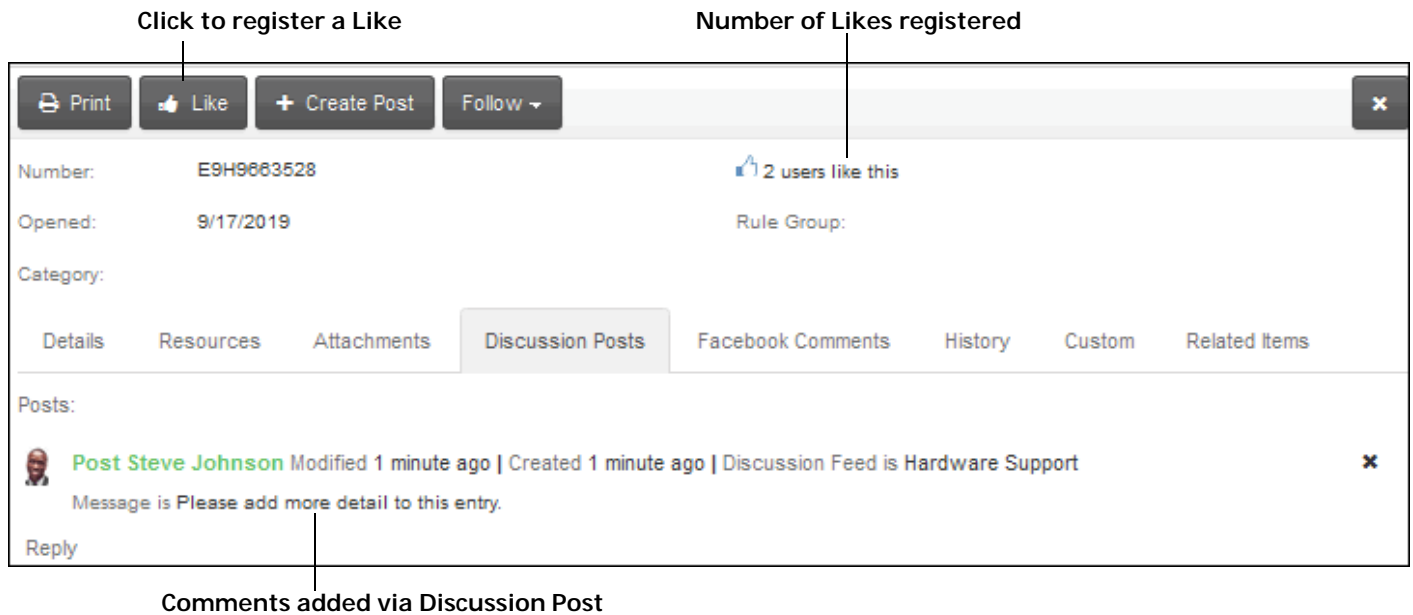 Click to register a Like
Number of Likes registered
Print
Like
+ Create Post
Follow
Number: E9H9663528
2 users like this
Opened: 9/17/2019
Rule Group:
Category:
Details
Resources
Attachments
Discussion Posts
Facebook Comments
History
Custom
Related Items
Posts:
Post Steve Johnson Modified 1 minute ago | Created 1 minute ago | Discussion Feed is Hardware Support
Message is Please add more detail to this entry.
Reply
Comments added via Discussion Post